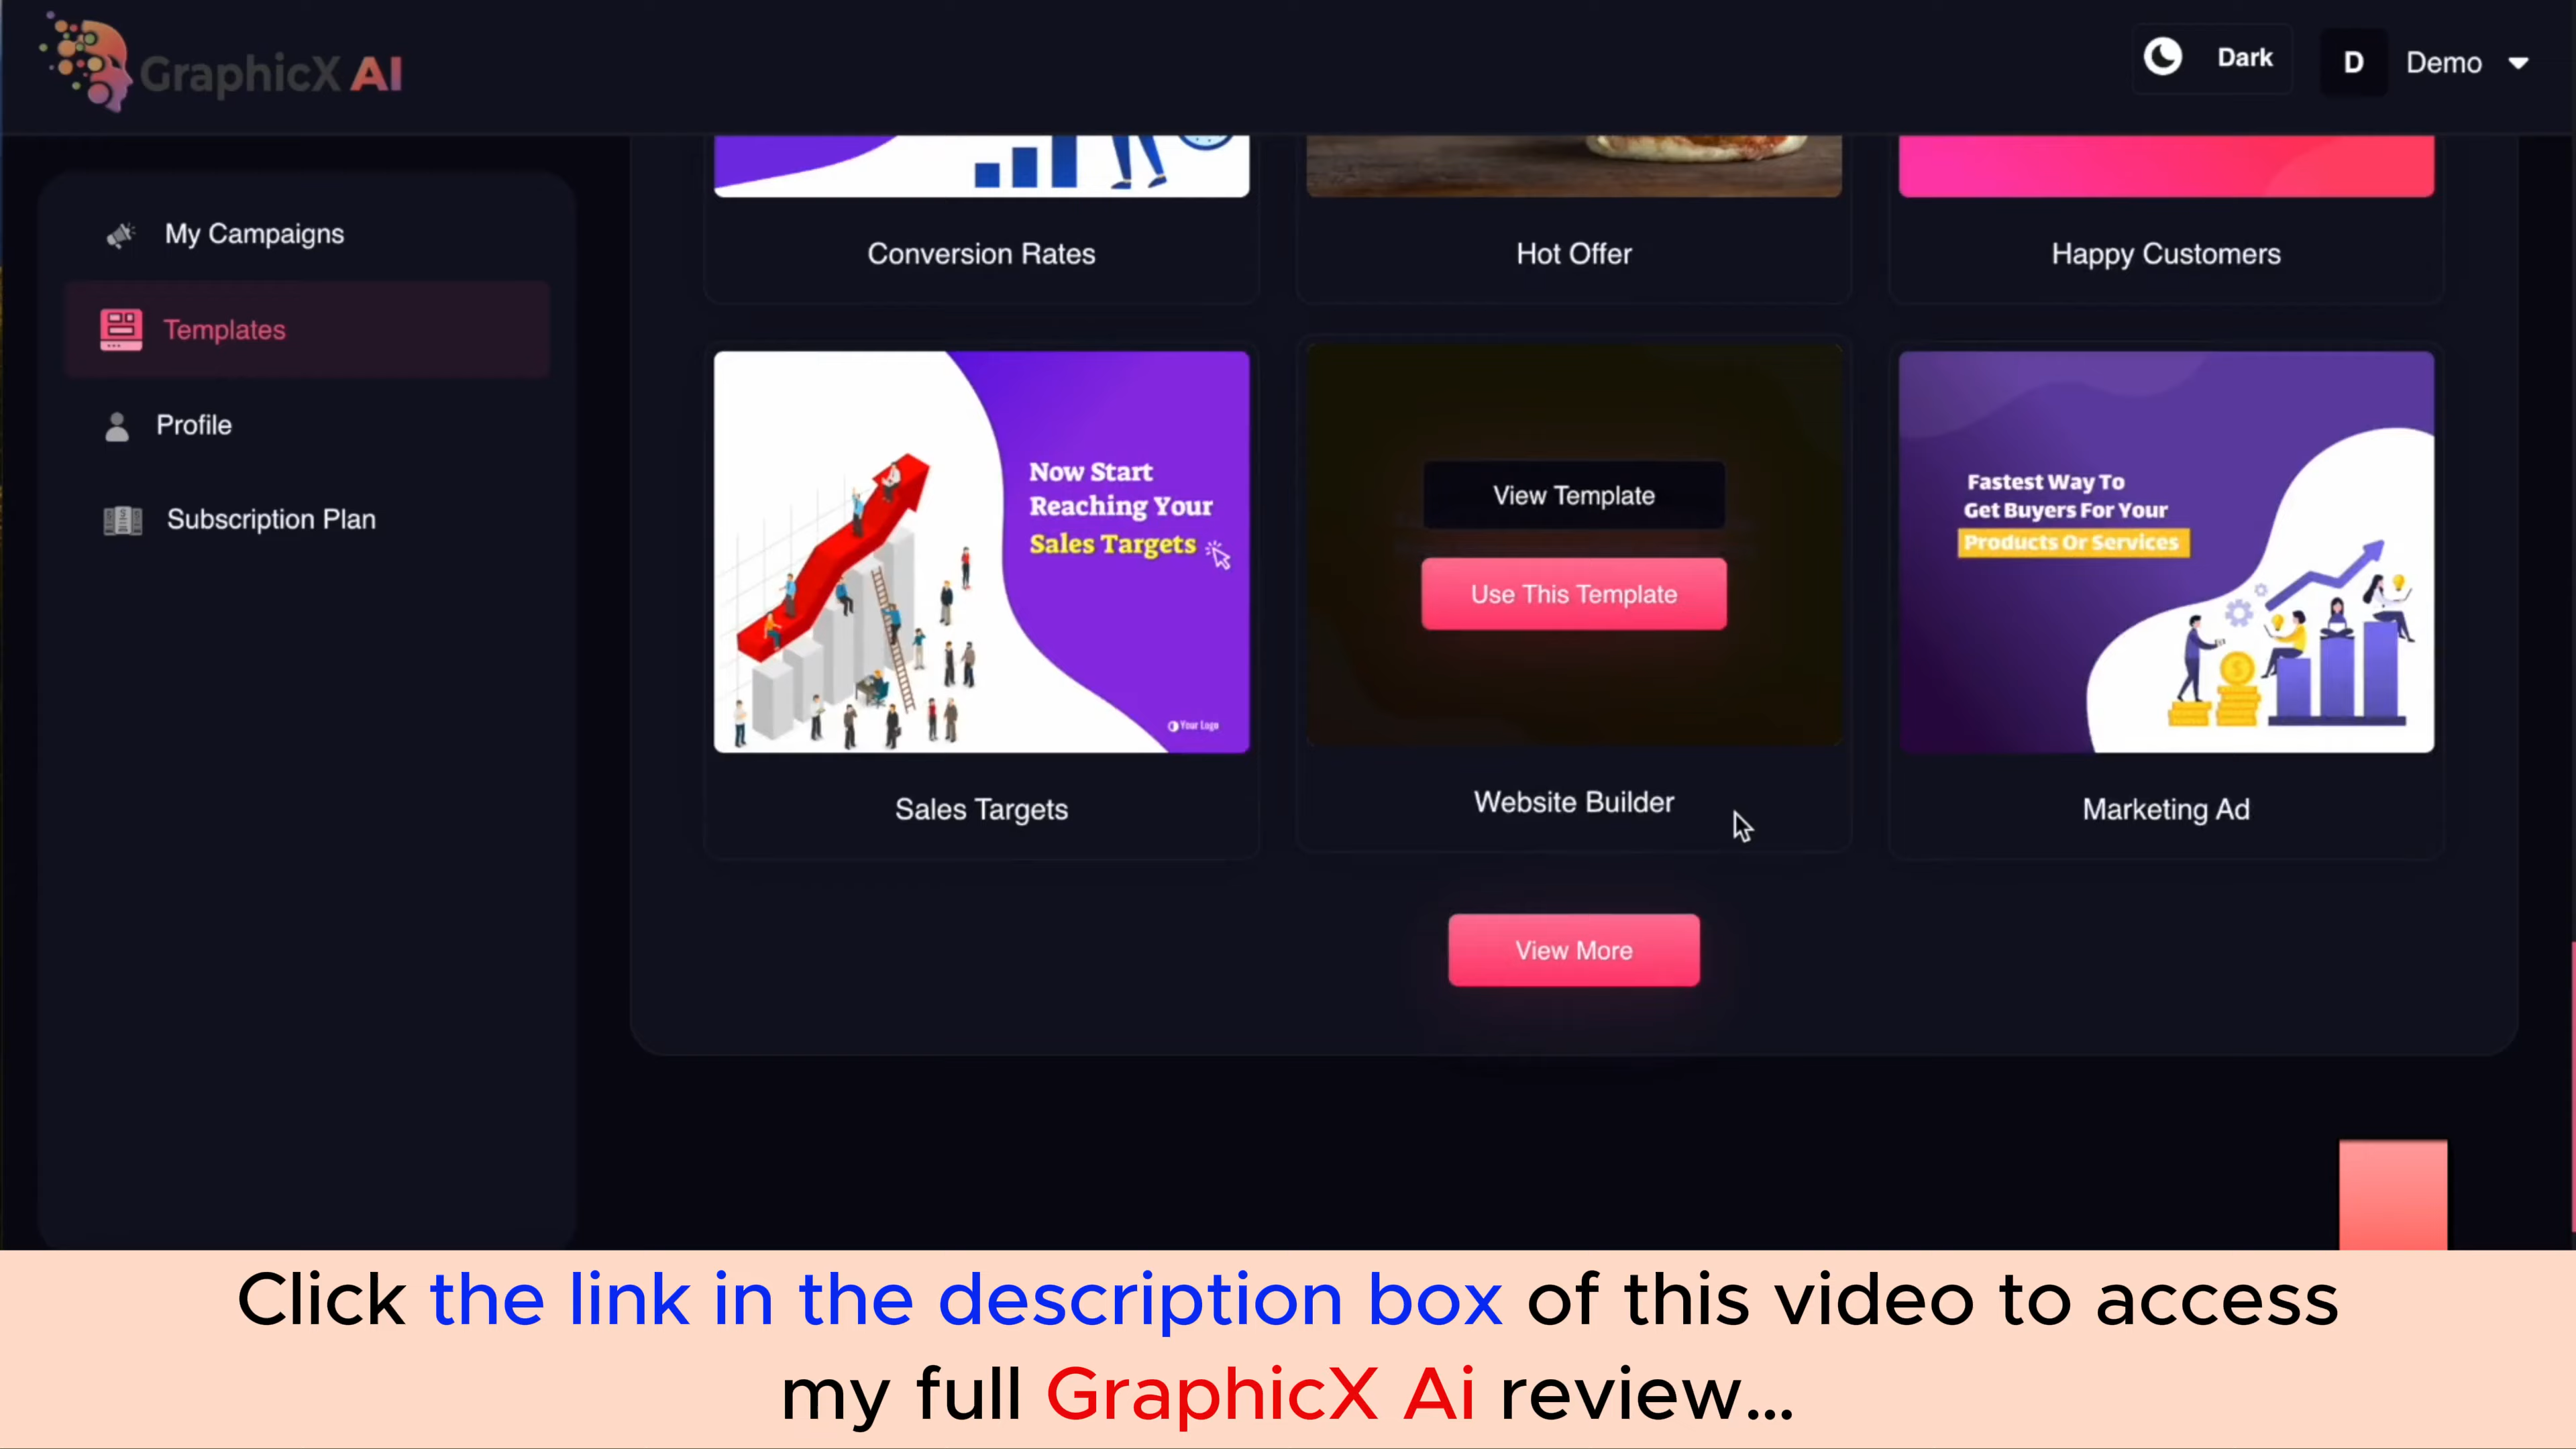 GraphicX AI
Dark
D
Demo
My Campaigns
Templates
Profile
Subscription Plan
Conversion Rates
Hot Offer
Happy Customers
Now Start
Reaching Your
Sales Targets
Your Logo
Sales Targets
View Template
Use This Template
Website Builder
Fastest Way To
Get Buyers For Your
Products Or Services
Marketing Ad
View More
Click the link in the description box of this video to access
my full GraphicX Ai review...